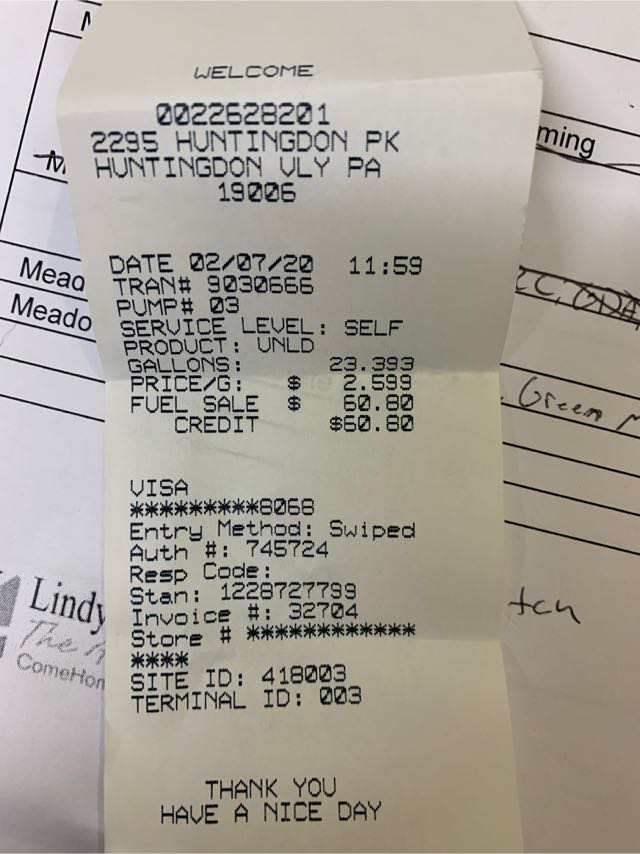 WELCOME
0022628201
2295 HUNTINGDON PK
HUNTINGDON VLY PA
19006
DATE 02/07/20 11:59
TRAN# 9030666
PUMP# 03
SERVICE LEVEL: SELF
PRODUCT: UNLD
GALLONS: 23.393
PRICE/G: $ 2.599
FUEL SALE $ 60.80
CREDIT $60.80
VISA
*********8068
Entry Method: Swiped
Auth #: 745724
Resp Code:
Stan: 1228727799
Invoice #: 32704
Store # ************
****
SITE ID: 418003
TERMINAL ID: 003
THANK YOU
HAVE A NICE DAY
ming
Mead
Meado
Green
Lindy
The
ComeHom